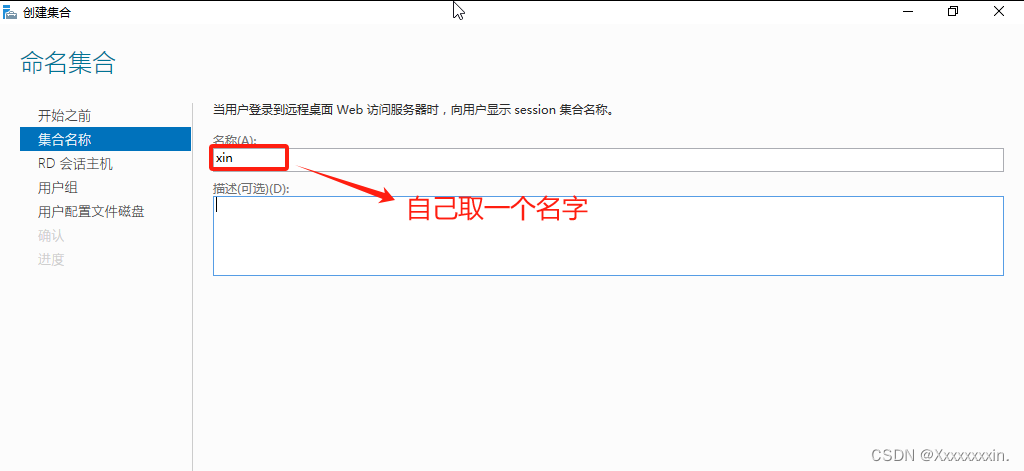 创建集合
命名集合
开始之前
集合名称
RD 会话主机
用户组
用户配置文件磁盘
确认
进度
当用户登录到远程桌面 Web 访问服务器时，向用户显示 session 集合名称。
名称(A):
xin
描述(可选)(D):
自己取一个名字
CSDN @Xxxxxxxxin.